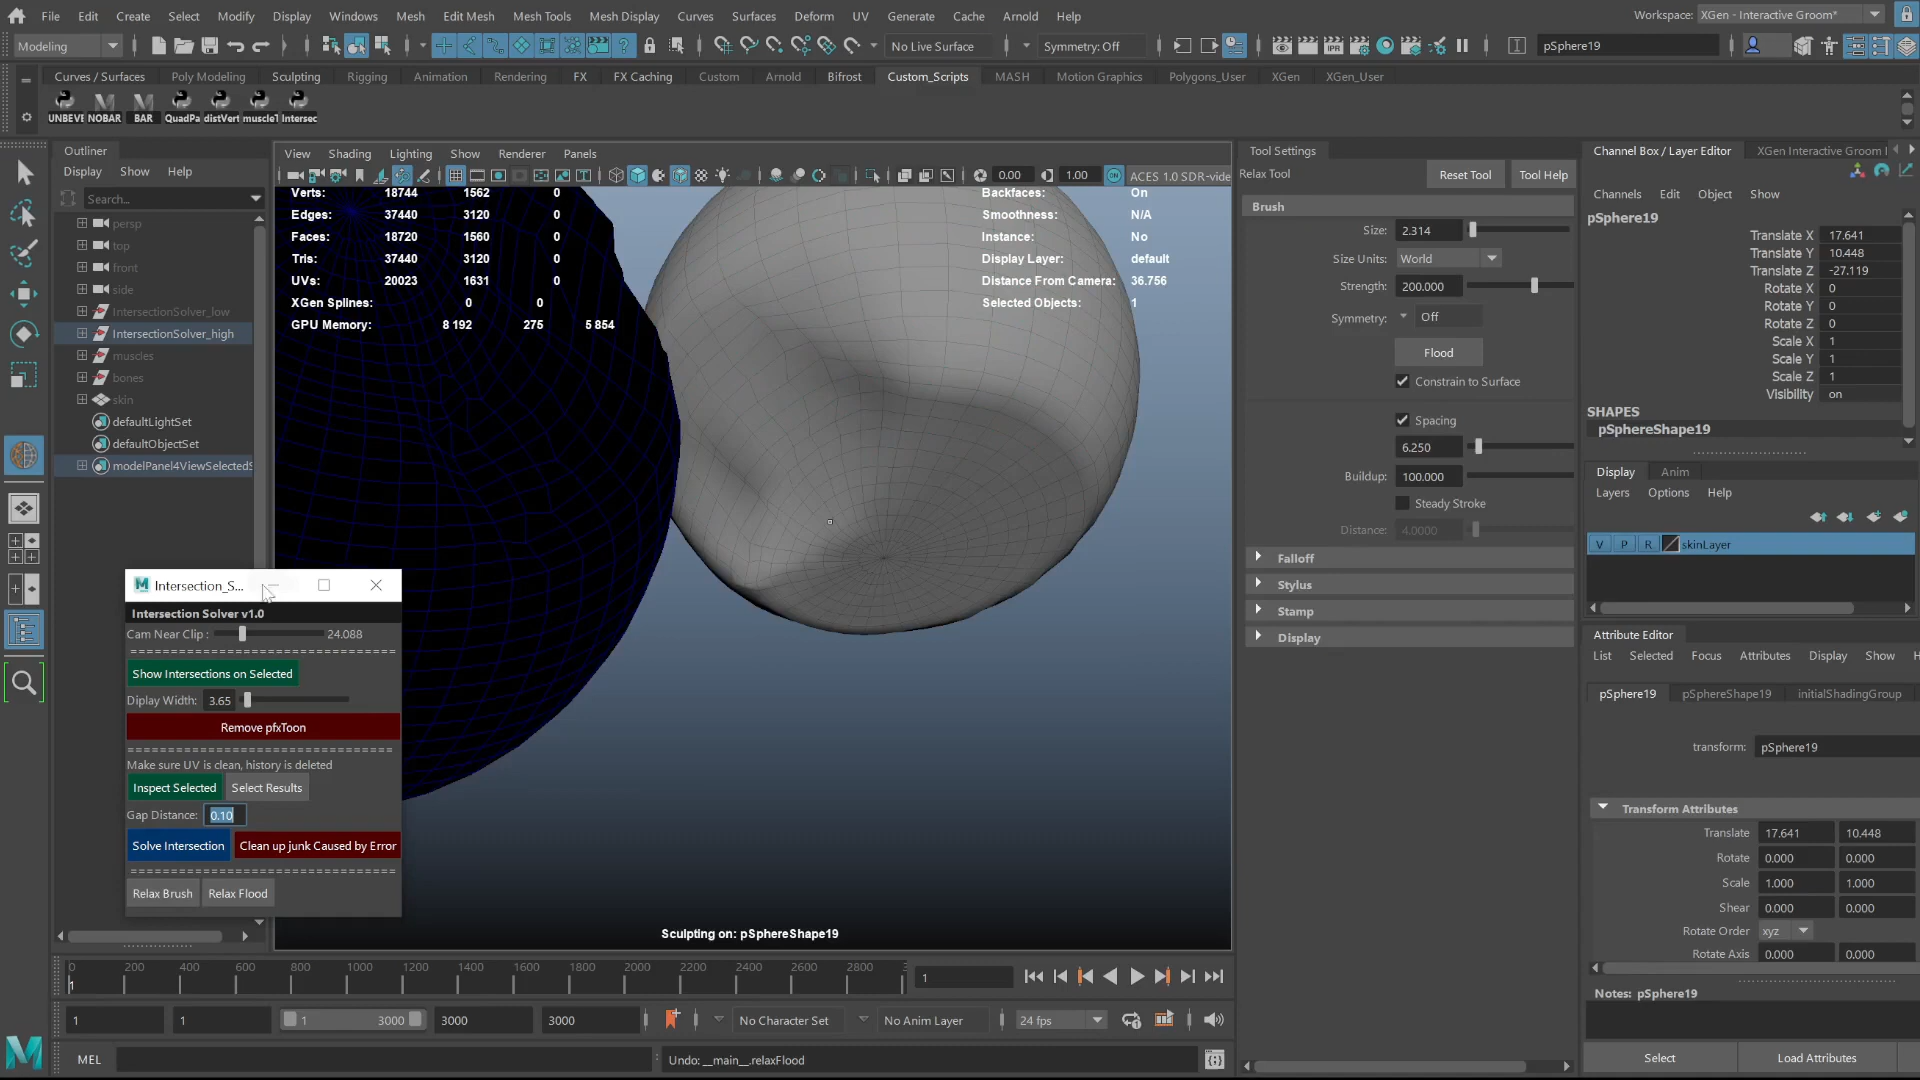 File Edit Create Select Modify Display Windows Mesh Edit Mesh Mesh Tools Mesh Display Curves Surfaces Deform UV Generate Cache Arnold Help
Workspace: XGen - Interactive Groom*
Modeling
No Live Surface
Symmetry: Off
pSphere19
Curves / Surfaces Poly Modeling Sculpting Rigging Animation Rendering FX FX Caching Custom Arnold Bifrost Custom_Scripts MASH Motion Graphics Polygons_User XGen XGen_User
UNBEVE NOBAR BAR QuadPa distVert muscleT Intersec
Outliner
Display Show Help
Search...
persp
top
front
side
IntersectionSolver_low
IntersectionSolver_high
muscles
bones
skin
defaultLightSet
defaultObjectSet
modelPanel4ViewSelectedS
View Shading Lighting Show Renderer Panels
0.00
1.00
ACES 1.0 SDR-vide
Verts: 18744 1562 0
Edges: 37440 3120 0
Faces: 18720 1560 0
Tris: 37440 3120 0
UVs: 20023 1631 0
XGen Splines: 0 0
GPU Memory: 8 192 275 5 854
Backfaces: On
Smoothness: N/A
Instance: No
Display Layer: default
Distance From Camera: 36.756
Selected Objects: 1
Sculpting on: pSphereShape19
Intersection_S...
Intersection Solver v1.0
Cam Near Clip : 24.088
Show Intersections on Selected
Diplay Width: 3.65
Remove pfxToon
Make sure UV is clean, history is deleted
Inspect Selected Select Results
Gap Distance: 0.10
Solve Intersection Clean up junk Caused by Error
Relax Brush Relax Flood
Tool Settings
Relax Tool
Reset Tool Tool Help
Brush
Size: 2.314
Size Units: World
Strength: 200.000
Symmetry: Off
Flood
Constrain to Surface
Spacing
6.250
Buildup: 100.000
Steady Stroke
Distance: 4.0000
Falloff
Stylus
Stamp
Display
Channel Box / Layer Editor XGen Interactive Groom
Channels Edit Object Show
pSphere19
Translate X 17.641
Translate Y 10.448
Translate Z -27.119
Rotate X 0
Rotate Y 0
Rotate Z 0
Scale X 1
Scale Y 1
Scale Z 1
Visibility on
SHAPES
pSphereShape19
Display Anim
Layers Options Help
V P R skinLayer
Attribute Editor
List Selected Focus Attributes Display Show H
pSphere19 pSphereShape19 initialShadingGroup
transform: pSphere19
Transform Attributes
Translate 17.641 10.448
Rotate 0.000 0.000
Scale 1.000 1.000
Shear 0.000 0.000
Rotate Order xyz
Rotate Axis 0.000 0.000
Notes: pSphere19
Select Load Attributes
0 200 400 600 800 1000 1200 1400 1600 1800 2000 2200 2400 2600 2800 3
1
1
1 1 1 3000 3000 3000
No Character Set
No Anim Layer
24 fps
MEL
Undo: __main__.relaxFlood